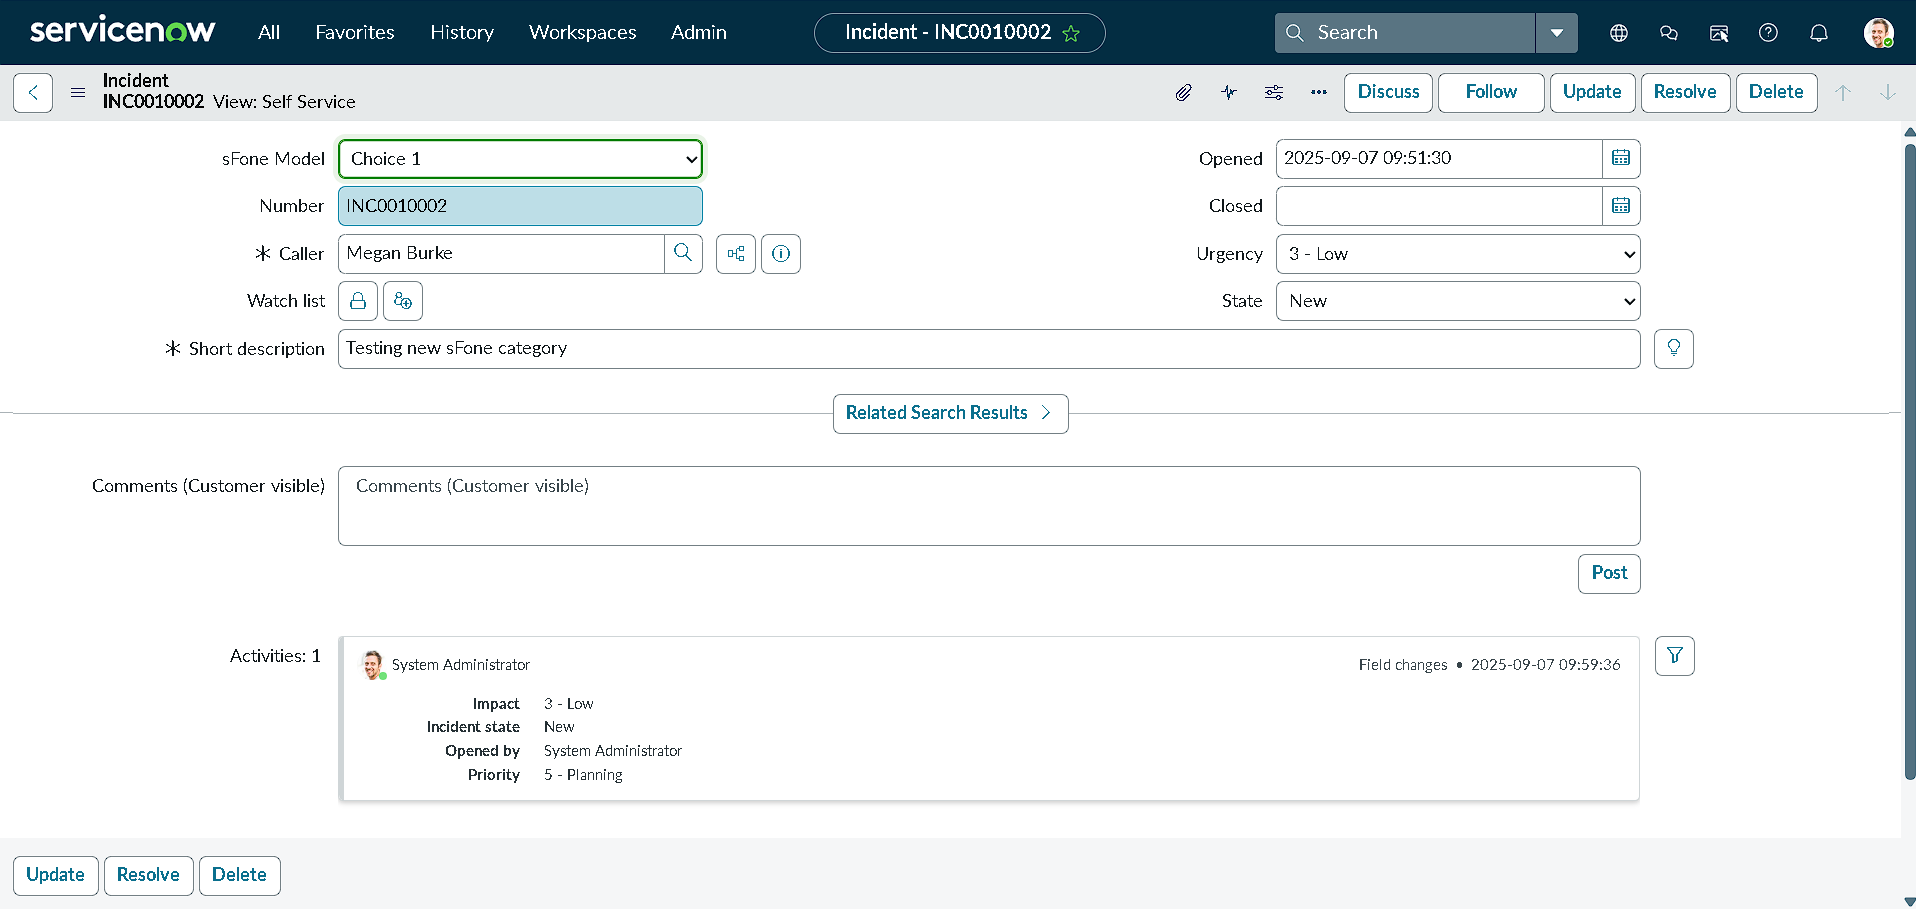 servicenow All Favorites History Workspaces Admin Incident - INC0010002 Search
Incident
INC0010002 View: Self Service
Discuss Follow Update Resolve Delete
sFone Model Choice 1 Opened 2025-09-07 09:51:30
Number INC0010002 Closed
* Caller Megan Burke Urgency 3 - Low
Watch list State New
* Short description Testing new sFone category
Related Search Results
Comments (Customer visible) Comments (Customer visible)
Post
Activities: 1 System Administrator Field changes • 2025-09-07 09:59:36
Impact 3 - Low
Incident state New
Opened by System Administrator
Priority 5 - Planning
Update Resolve Delete